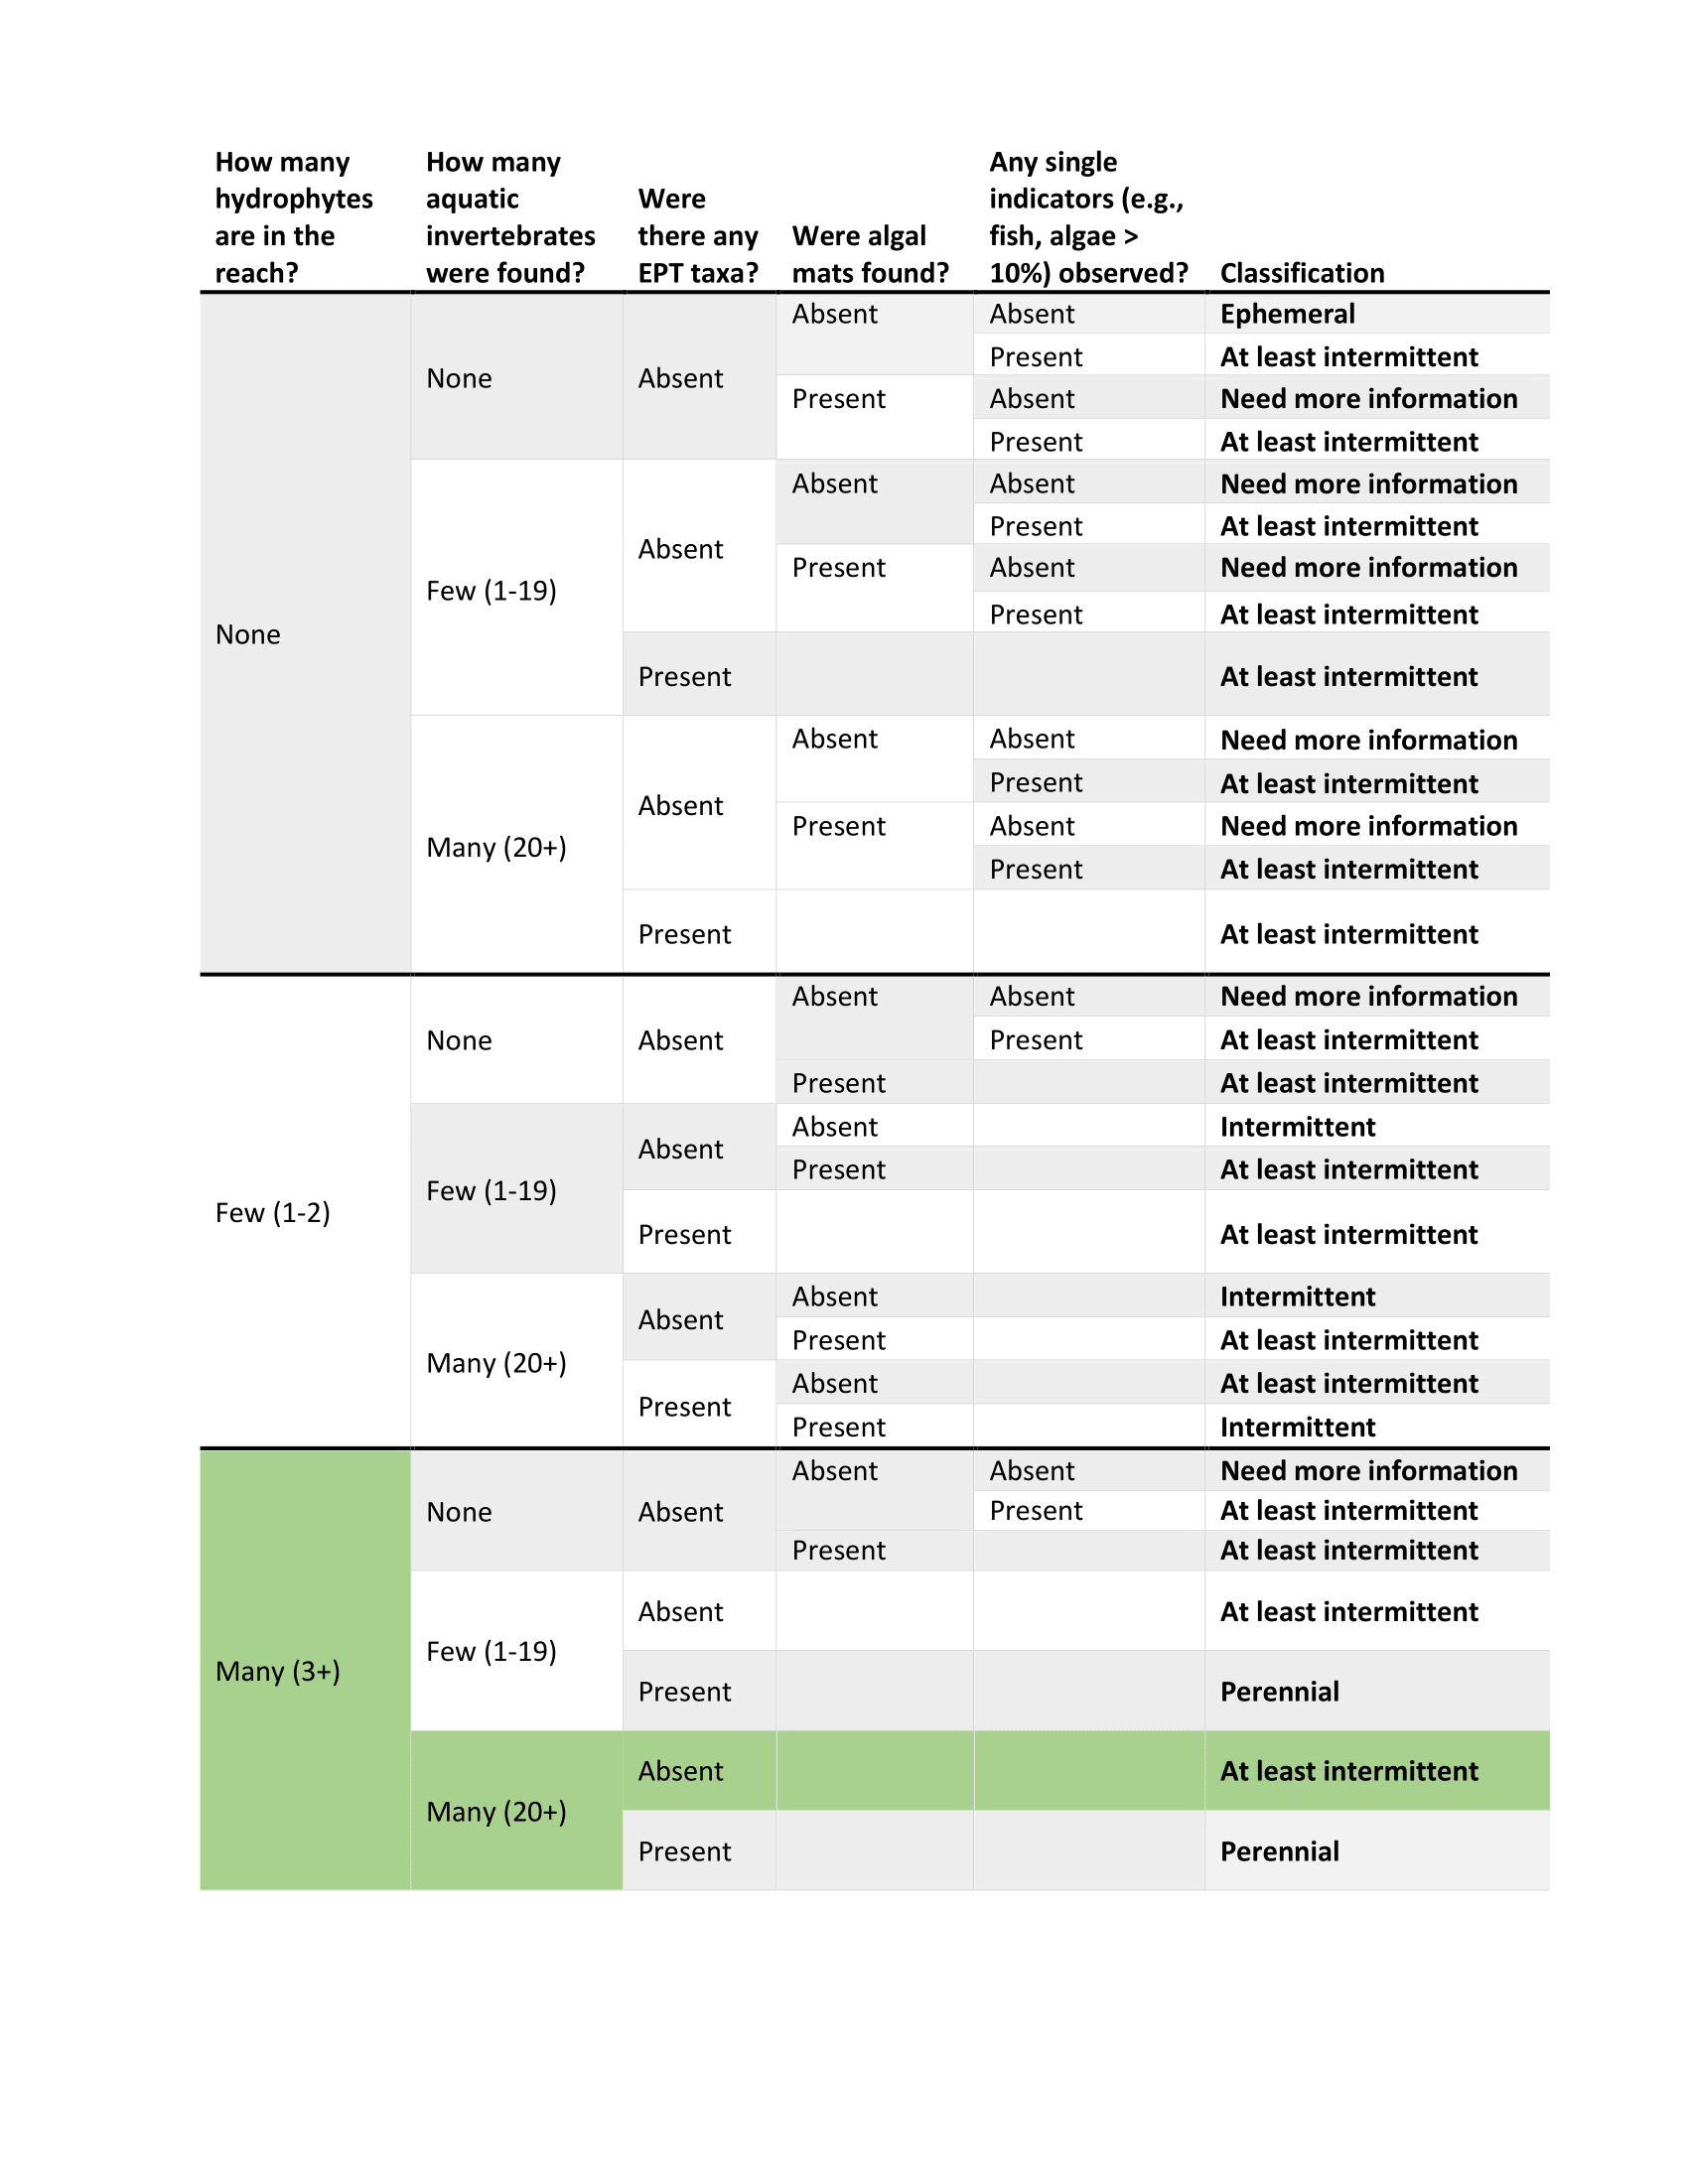 How many hydrophytes are in the reach?
How many aquatic invertebrates were found?
Were there any EPT taxa?
Were algal mats found?
Any single indicators (e.g., fish, algae > 10%) observed?
Classification
None
None
Absent
Absent
Absent
Ephemeral
Present
At least intermittent
Present
Absent
Need more information
Present
At least intermittent
Few (1-19)
Absent
Absent
Absent
Need more information
Present
At least intermittent
Present
Absent
Need more information
Present
At least intermittent
Present
At least intermittent
Many (20+)
Absent
Absent
Absent
Need more information
Present
At least intermittent
Present
Absent
Need more information
Present
At least intermittent
Present
At least intermittent
Few (1-2)
None
Absent
Absent
Absent
Need more information
Present
At least intermittent
Present
At least intermittent
Few (1-19)
Absent
Absent
Intermittent
Present
At least intermittent
Present
At least intermittent
Many (20+)
Absent
Absent
Intermittent
Present
At least intermittent
Present
Absent
At least intermittent
Present
Intermittent
Many (3+)
None
Absent
Absent
Absent
Need more information
Present
At least intermittent
Present
At least intermittent
Few (1-19)
Absent
At least intermittent
Present
Perennial
Many (20+)
Absent
At least intermittent
Present
Perennial